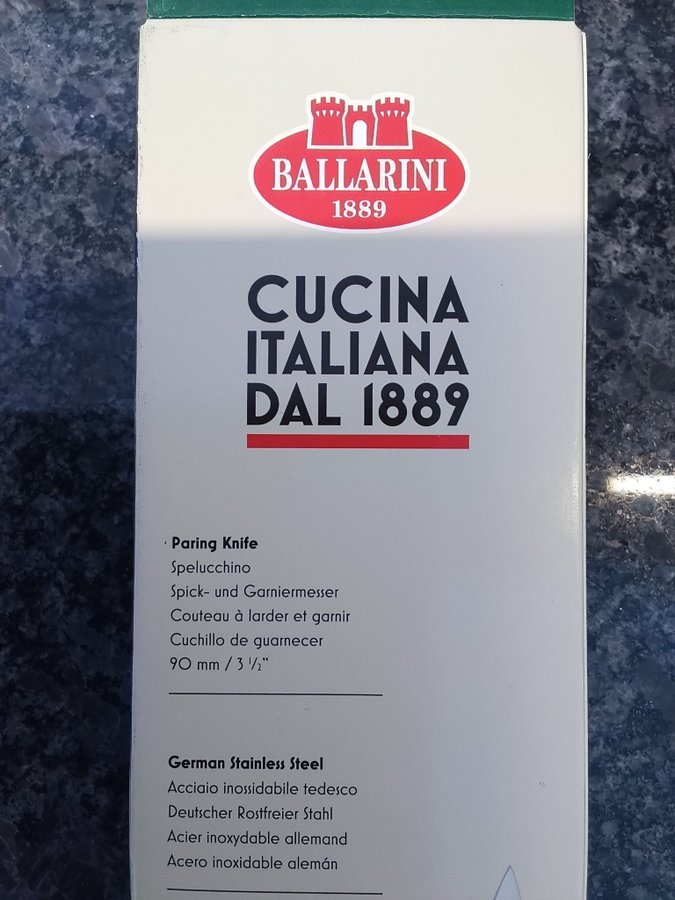 BALLARINI
1889
CUCINA
ITALIANA
DAL 1889
Paring Knife
Spelucchino
Spick- und Garniermesser
Couteau à larder et garnir
Cuchillo de guarnecer
90 mm / 3 1/2"
German Stainless Steel
Acciaio inossidabile tedesco
Deutscher Rostfreier Stahl
Acier inoxydable allemand
Acero inoxidable alemán